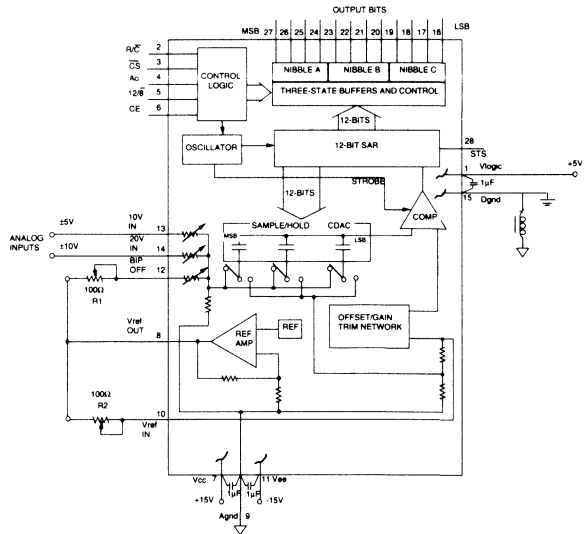 OUTPUT BITS
MSB LSB
27 26 25 24 23 22 21 20 19 18 17 16
R/C̅ 2
C̅S̅ 3
Ao 4
12/8̅ 5
CE 6
CONTROL LOGIC
NIBBLE A NIBBLE B NIBBLE C
THREE-STATE BUFFERS AND CONTROL
12-BITS
OSCILLATOR
12-BIT SAR
28
STS
1 Vlogic
+5V
1µF
15
Dgnd
STROBE
COMP
12-BITS
SAMPLE/HOLD CDAC
MSB LSB
ANALOG INPUTS
±5V
±10V
10V IN 13
20V IN 14
BIP OFF 12
100Ω
R1
Vref OUT 8
REF AMP
REF
OFFSET/GAIN TRIM NETWORK
100Ω
R2
10
Vref IN
Vcc 7
11 Vee
1µF 1µF
+15V -15V
Agnd 9